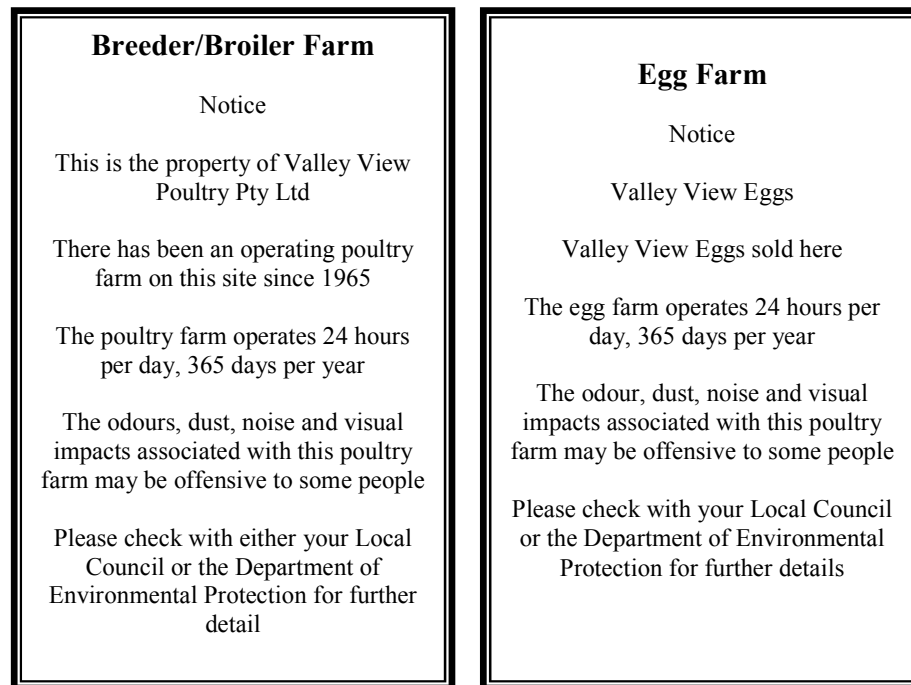 Breeder/Broiler Farm
Notice
This is the property of Valley View
Poultry Pty Ltd
There has been an operating poultry
farm on this site since 1965
The poultry farm operates 24 hours
per day, 365 days per year
The odours, dust, noise and visual
impacts associated with this poultry
farm may be offensive to some people
Please check with either your Local
Council or the Department of
Environmental Protection for further
detail
Egg Farm
Notice
Valley View Eggs
Valley View Eggs sold here
The egg farm operates 24 hours per
day, 365 days per year
The odour, dust, noise and visual
impacts associated with this poultry
farm may be offensive to some people
Please check with your Local Council
or the Department of Environmental
Protection for further details